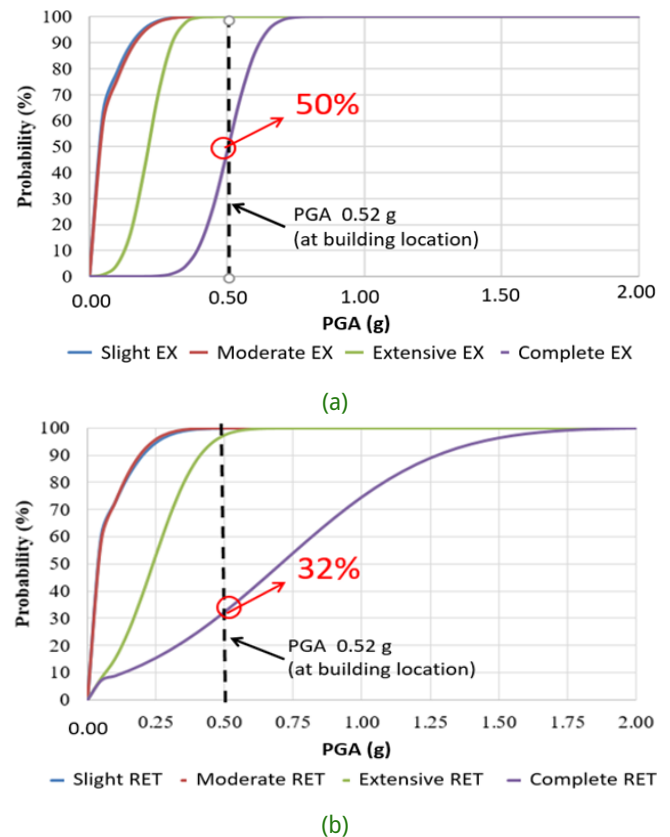 100
90
80
70
60
50
40
30
20
10
0
Probability (%)
50%
PGA 0.52 g
(at building location)
0.00
0.50
1.00
1.50
2.00
PGA (g)
Slight EX
Moderate EX
Extensive EX
Complete EX
(a)
100
90
80
70
60
50
40
30
20
10
0
Probability (%)
32%
PGA 0.52 g
(at building location)
0.00
0.25
0.50
0.75
1.00
1.25
1.50
1.75
2.00
PGA (g)
Slight RET
Moderate RET
Extensive RET
Complete RET
(b)